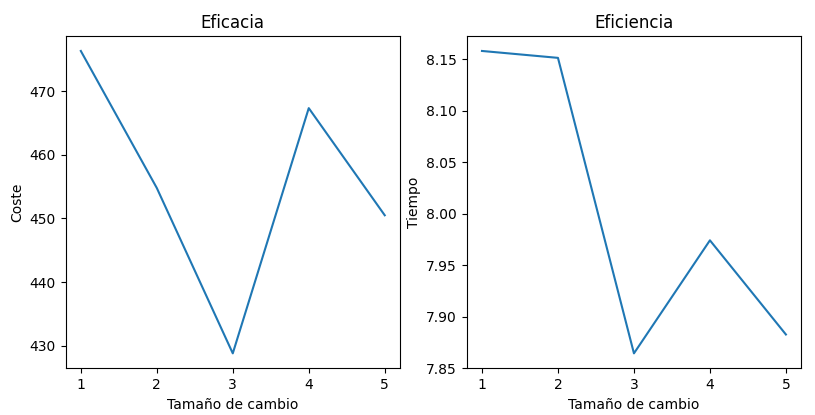 Eficacia
Coste
470
460
450
440
430
1 2 3 4 5
Tamaño de cambio
Eficiencia
Tiempo
8.15
8.10
8.05
8.00
7.95
7.90
7.85
1 2 3 4 5
Tamaño de cambio